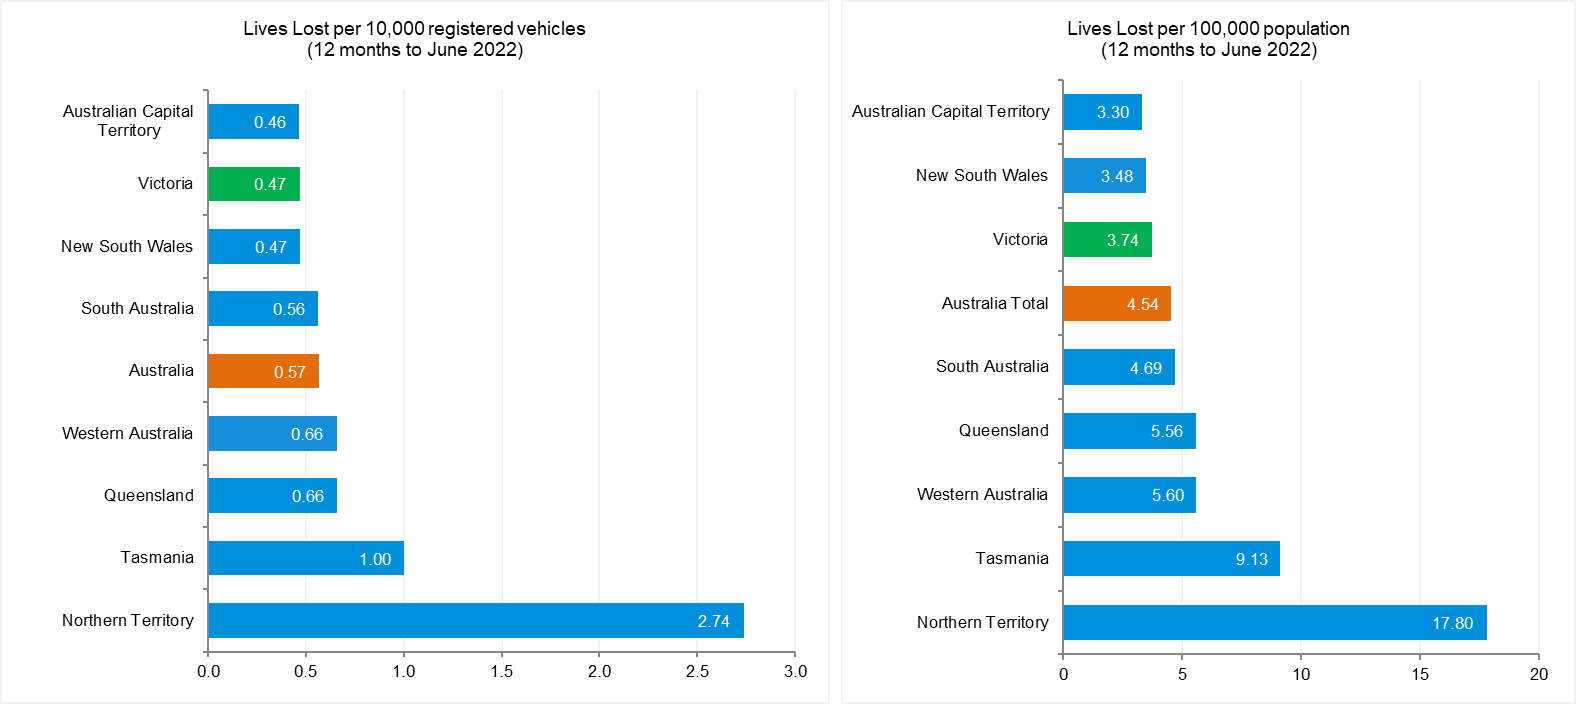 Lives Lost per 10,000 registered vehicles
(12 months to June 2022)
Australian Capital
Territory
0.46
Victoria
0.47
New South Wales
0.47
South Australia
0.56
Australia
0.57
Western Australia
0.66
Queensland
0.66
Tasmania
1.00
Northern Territory
2.74
0.0 0.5 1.0 1.5 2.0 2.5 3.0
Lives Lost per 100,000 population
(12 months to June 2022)
Australian Capital Territory
3.30
New South Wales
3.48
Victoria
3.74
Australia Total
4.54
South Australia
4.69
Queensland
5.56
Western Australia
5.60
Tasmania
9.13
Northern Territory
17.80
0 5 10 15 20